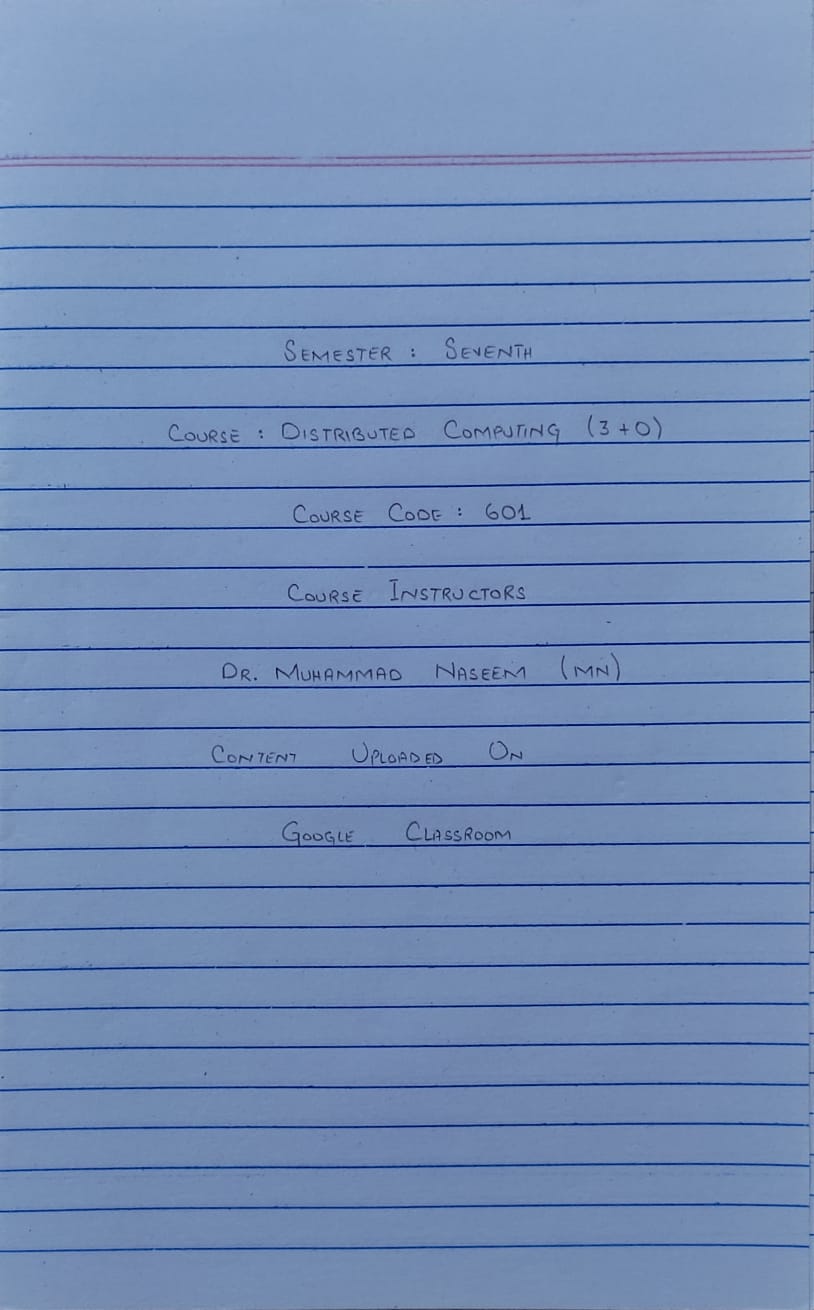 SEMESTER : SEVENTH
COURSE : DISTRIBUTED COMPUTING (3+0)
COURSE CODE : 601
COURSE INSTRUCTORS
DR. MUHAMMAD NASEEM (MN)
CONTENT UPLOADED ON
GOOGLE CLASSROOM